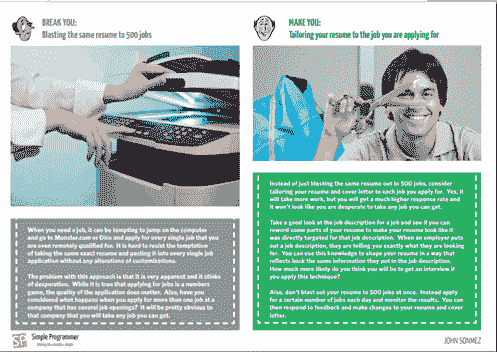 BREAK YOU:
Blasting the same resume to 500 jobs
When you need a job, it can be tempting to jump on the computer
and go to Monster.com or Dice and apply for every single job that you
are even remotely qualified for. It is hard to resist the temptation
of taking the same exact resume and pasting it into every single job
application without any alterations of customizations.
The problem with this approach is that it is very apparent and it stinks
of desperation. While it is true that applying for jobs is a numbers
game, the quality of the application does matter. Also, have you
considered what happens when you apply for more than one job at a
company that has several job openings? It will be pretty obvious to
that company that you will take any job you can get.
MAKE YOU:
Tailoring your resume to the job you are applying for
Instead of just blasting the same resume out to 500 jobs, consider
tailoring your resume and cover letter to each job you apply for. Yes, it
will take more work, but you will get a much higher response rate and
it won't look like you are desperate to take any job you can get.
Take a good look at the job description for a job and see if you can
reword some parts of your resume to make your resume look like it
was directly targeted for that job description. When an employer puts
out a job description, they are telling you exactly what they are looking
for. You can use this knowledge to shape your resume in a way that
reflects back the same information they put in the job description.
How much more likely do you think you will be to get an interview if
you apply this technique?
Also, don't blast out your resume to 500 jobs at once. Instead apply
for a certain number of jobs each day and monitor the results. You can
then respond to feedback and make changes to your resume and cover
letter.
SP
Simple Programmer
JOHN SONMEZ